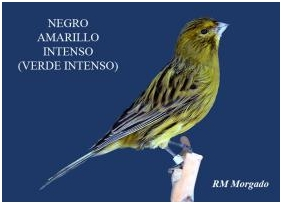 NEGRO
AMARILLO
INTENSO
(VERDE INTENSO)
RM Morgado